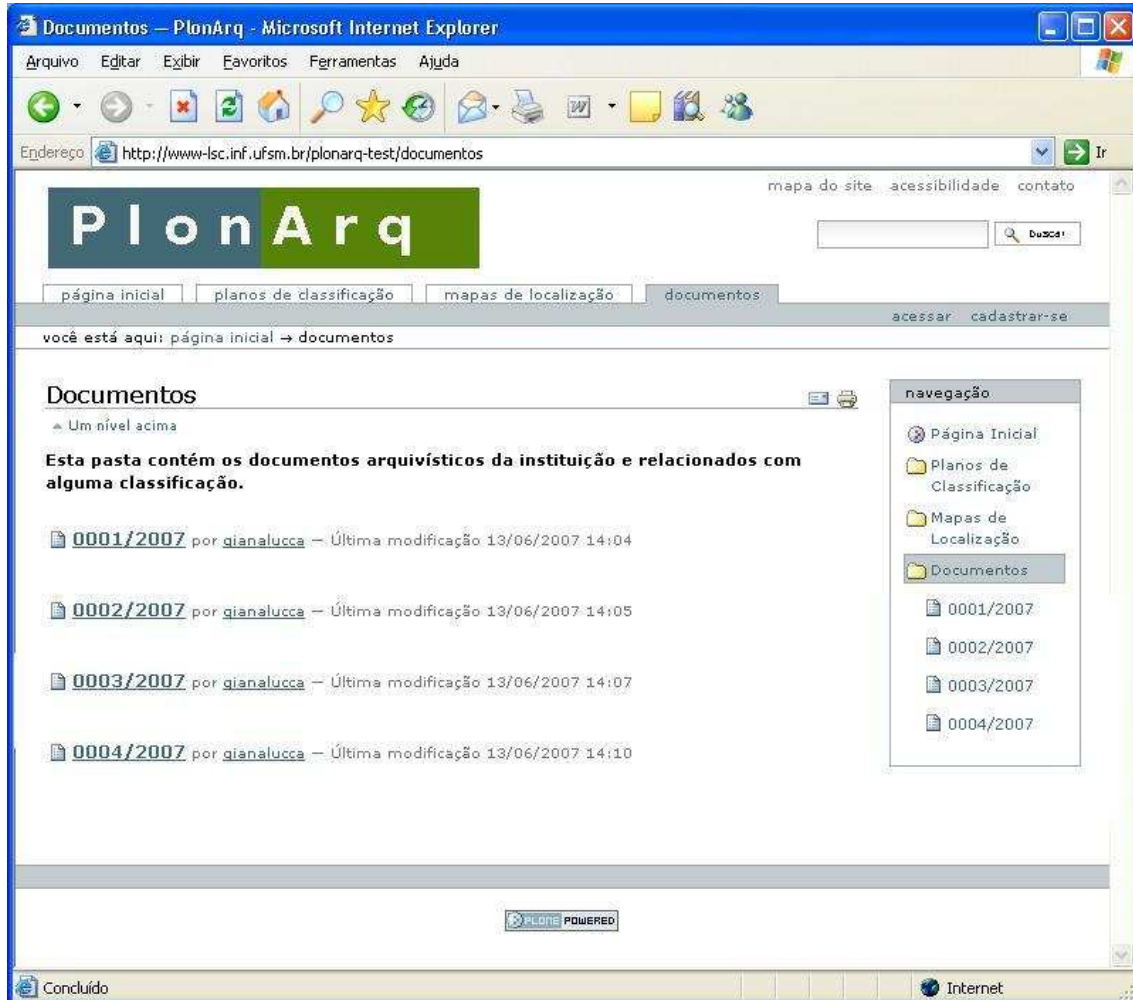 Documentos — PlonArq - Microsoft Internet Explorer
Arquivo Editar Exibir Favoritos Ferramentas Ajuda
Endereço http://www-lsc.inf.ufsm.br/plonarq-test/documentos Ir
mapa do site acessibilidade contato
PlonArq
Buscar
página inicial planos de classificação mapas de localização documentos
acessar cadastrar-se
você está aqui: página inicial → documentos
Documentos
Um nível acima
Esta pasta contém os documentos arquivísticos da instituição e relacionados com
alguma classificação.
0001/2007 por gianalucca — Última modificação 13/06/2007 14:04
0002/2007 por gianalucca — Última modificação 13/06/2007 14:05
0003/2007 por gianalucca — Última modificação 13/06/2007 14:07
0004/2007 por gianalucca — Última modificação 13/06/2007 14:10
navegação
Página Inicial
Planos de
Classificação
Mapas de
Localização
Documentos
0001/2007
0002/2007
0003/2007
0004/2007
PLONE POWERED
Concluído Internet